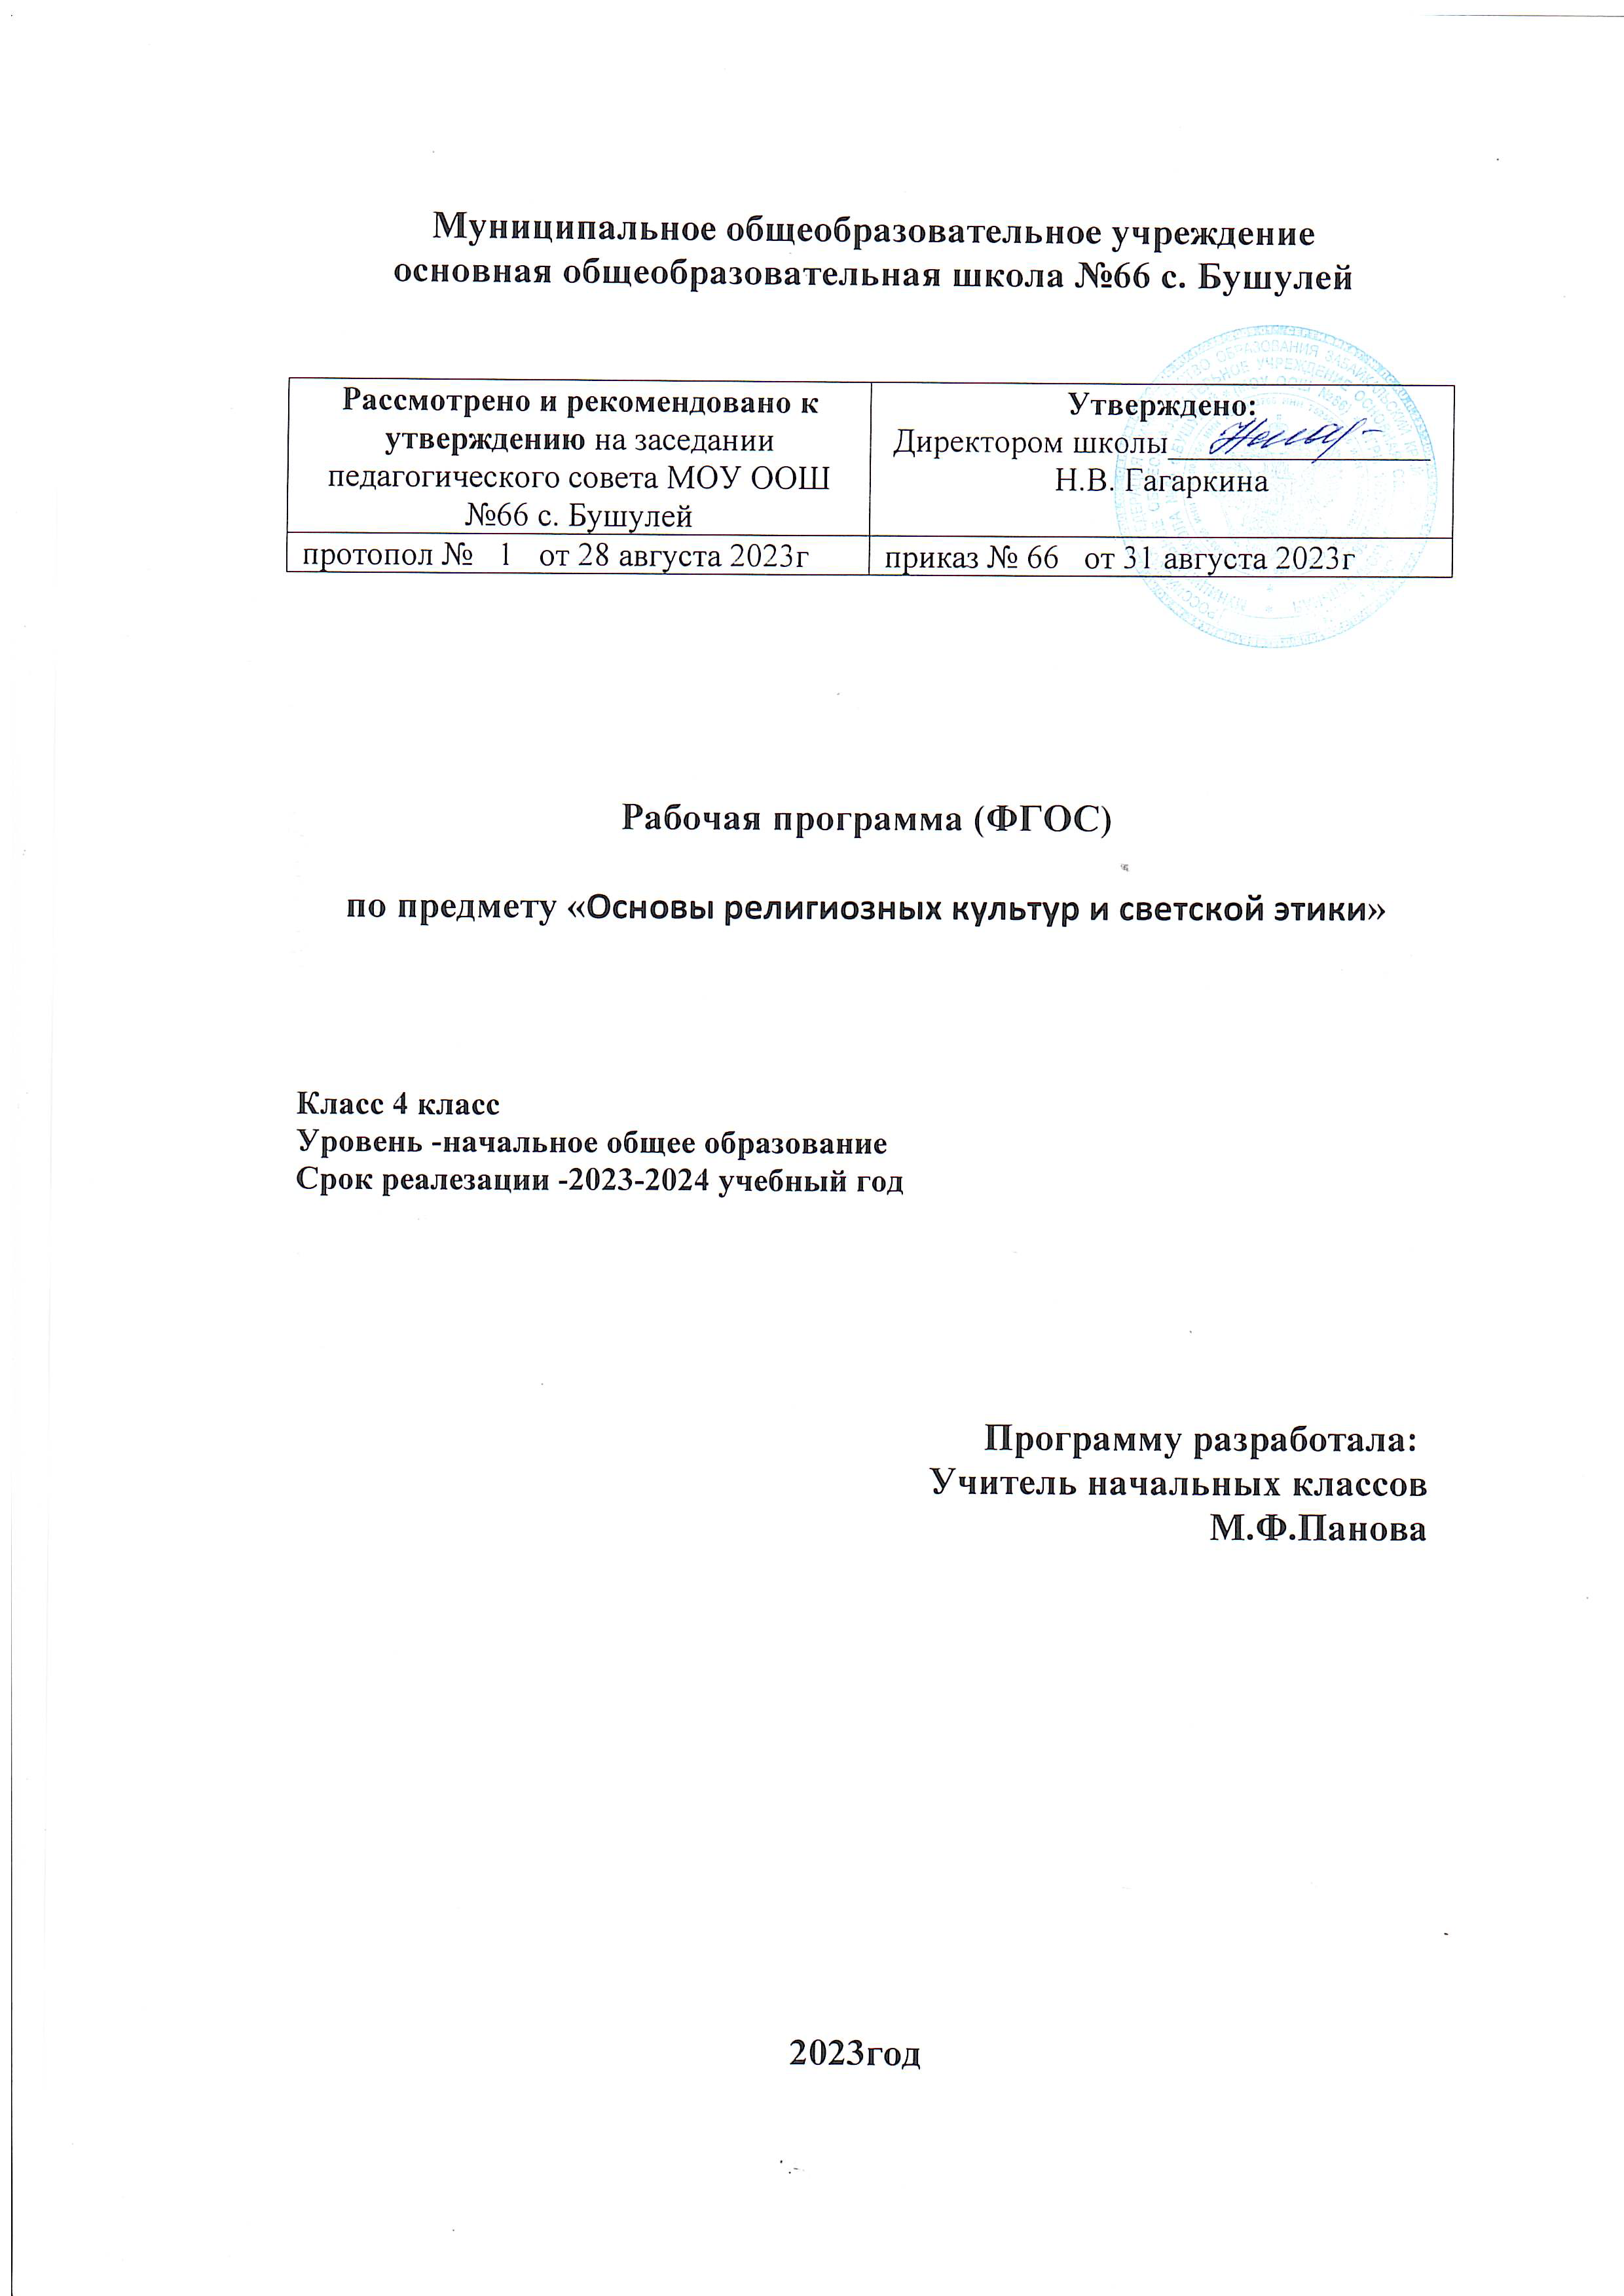 Муниципальное общеобразовательное учреждение
основная общеобразовательная школа №66 с. Бушулей
Рассмотрено и рекомендовано к
утверждению на заседании
педагогического совета МОУ ООШ
№66 с. Бушулей
Утверждено:
Директором школы________________
Н.В. Гагаркина
протопол № 1 от 28 августа 2023г
приказ № 66 от 31 августа 2023г
Рабочая программа (ФГОС)
по предмету «Основы религиозных культур и светской этики»
Класс 4 класс
Уровень -начальное общее образование
Срок реалезации -2023-2024 учебный год
Программу разработала:
Учитель начальных классов
М.Ф.Панова
2023год